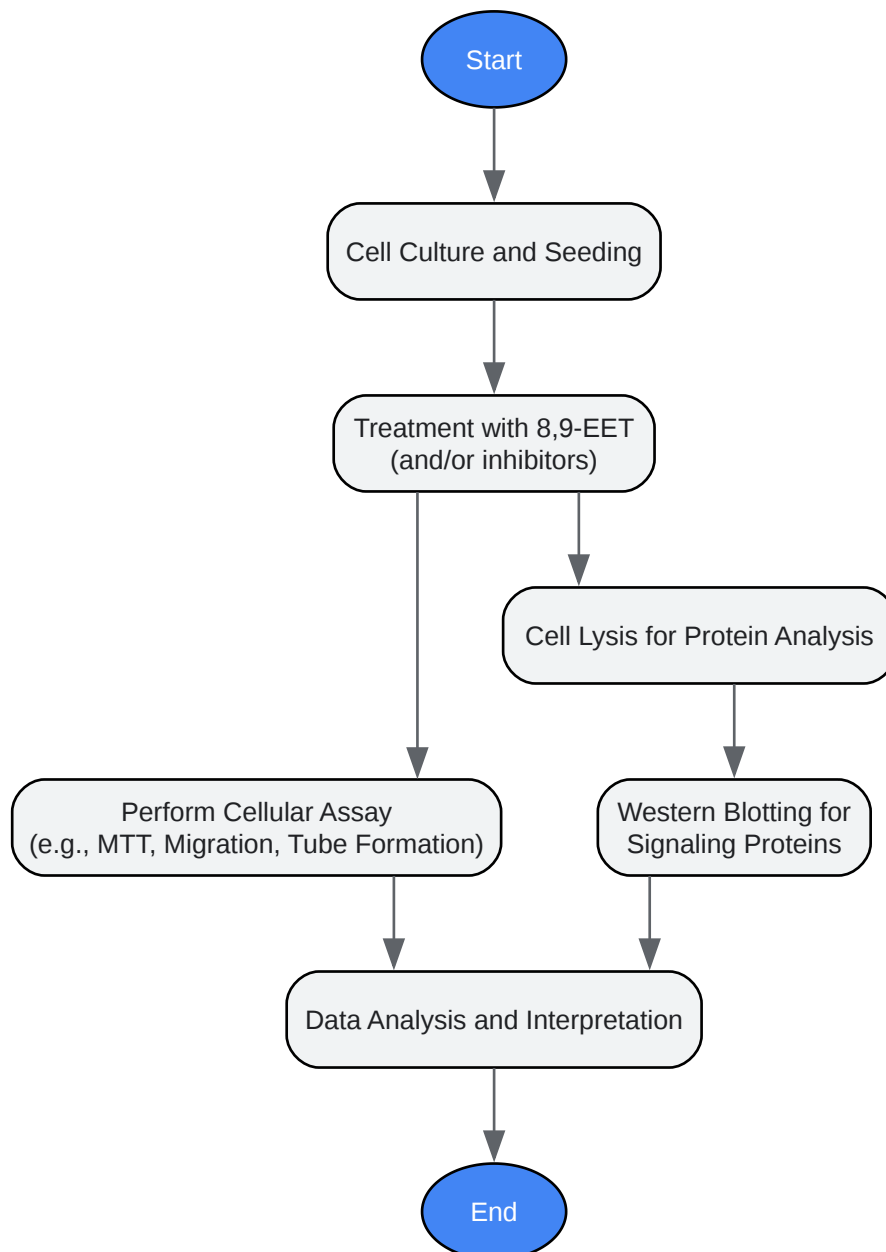 Start
Cell Culture and Seeding
Treatment with 8,9-EET
(and/or inhibitors)
Cell Lysis for Protein Analysis
Perform Cellular Assay
(e.g., MTT, Migration, Tube Formation)
Western Blotting for
Signaling Proteins
Data Analysis and Interpretation
End